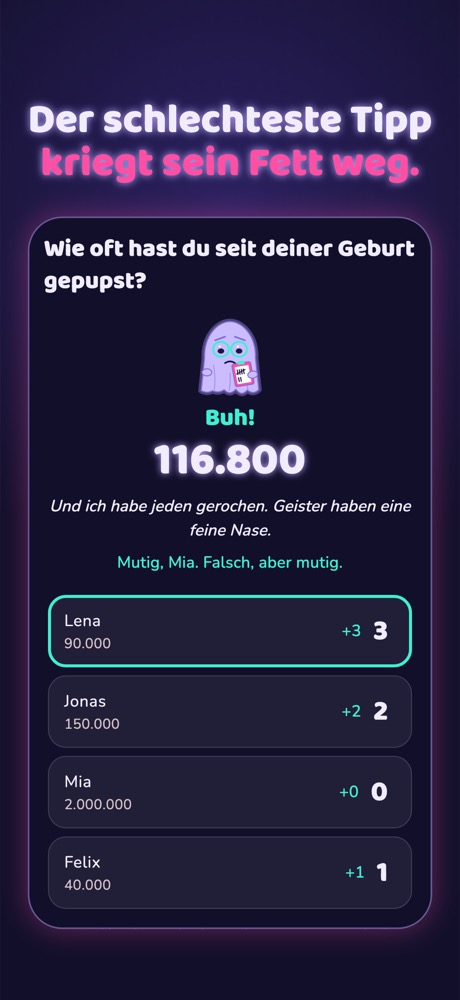 Der schlechteste Tipp
kriegt sein Fett weg.
Wie oft hast du seit deiner Geburt
gepupst?
Buh!
116.800
Und ich habe jeden gerochen. Geister haben eine
feine Nase.
Mutig, Mia. Falsch, aber mutig.
Lena
90.000
+3 3
Jonas
150.000
+2 2
Mia
2.000.000
+0 0
Felix
40.000
+1 1